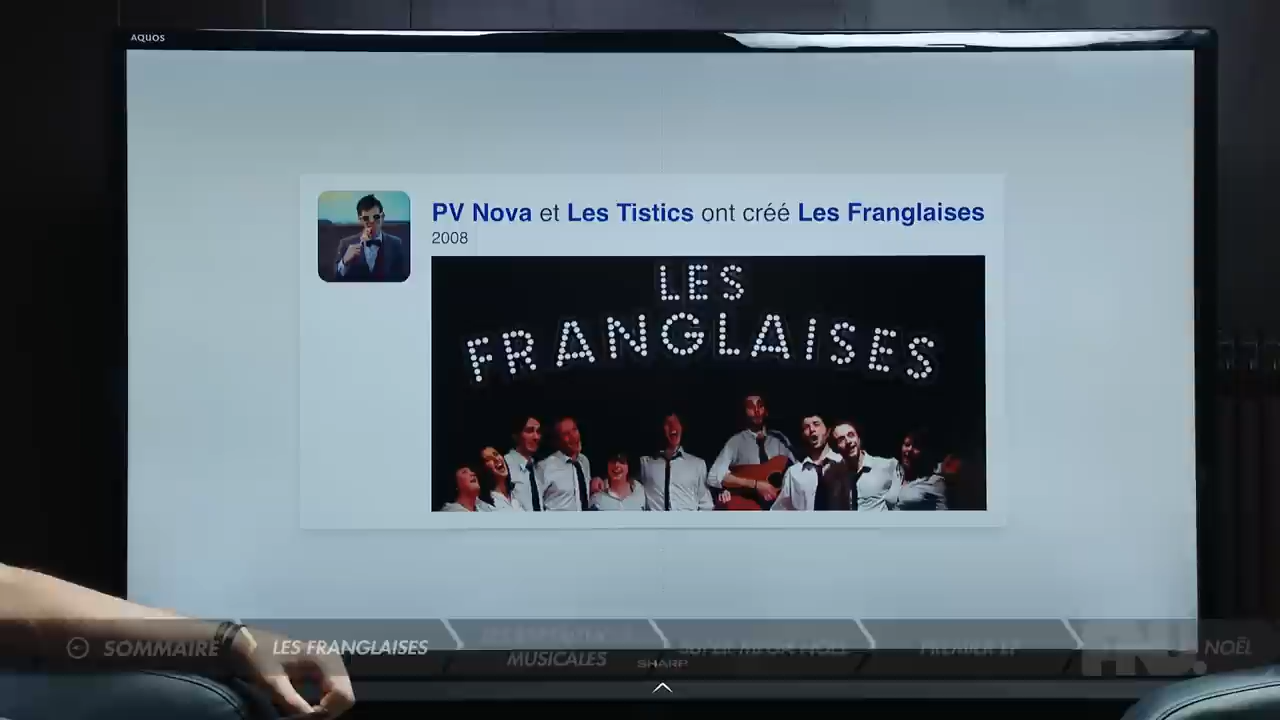 AQUOS
PV Nova et Les Tistics ont créé Les Franglaises
2008
LES
FRANGLAISES
SOMMAIRE
LES FRANGLAISES
MUSICALES
NOËL
SHARP